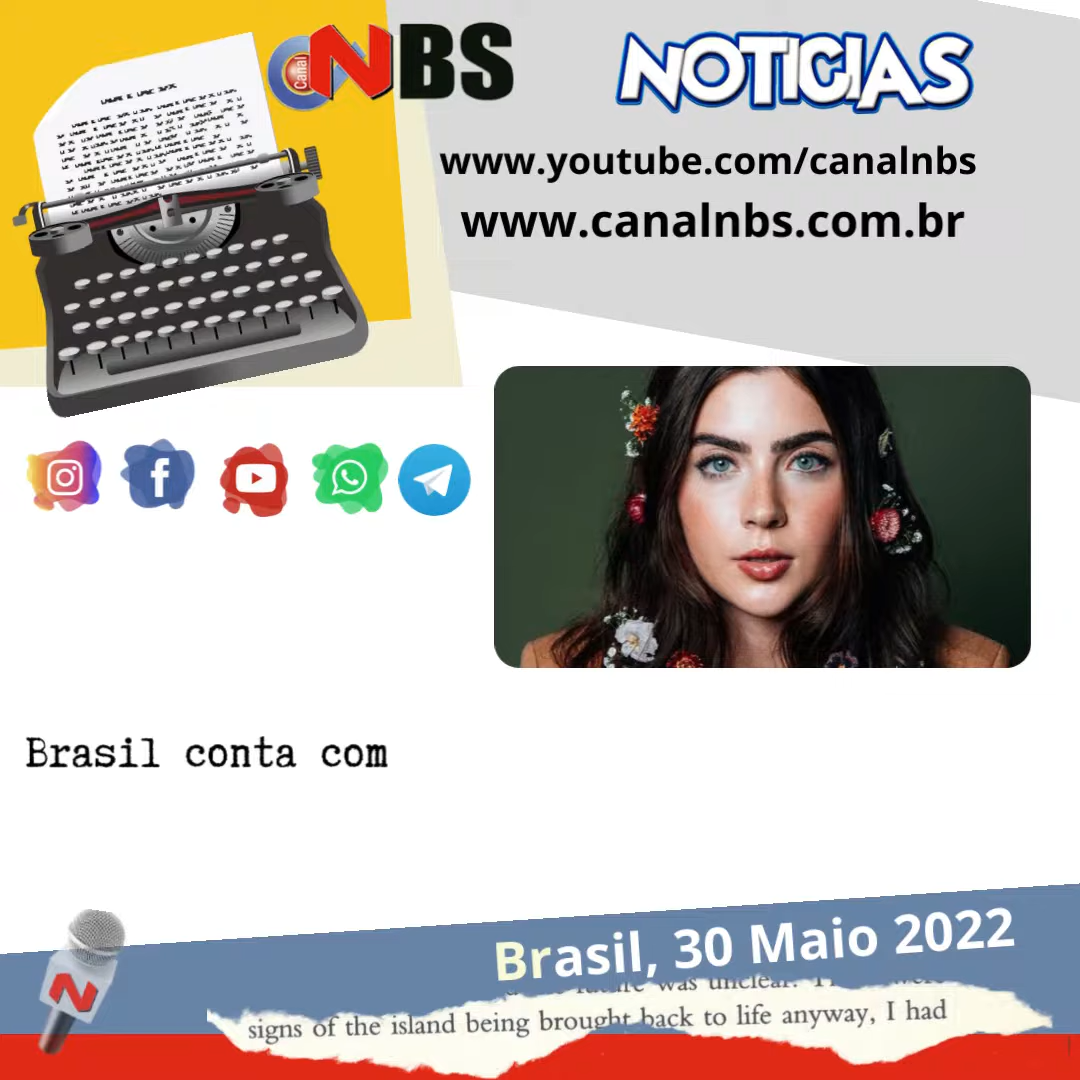 Canal NBS
NOTICIAS
www.youtube.com/canalnbs
www.canalnbs.com.br
Brasil conta com
Brasil, 30 Maio 2022
was unclear.
signs of the island being brought back to life anyway, I had
N